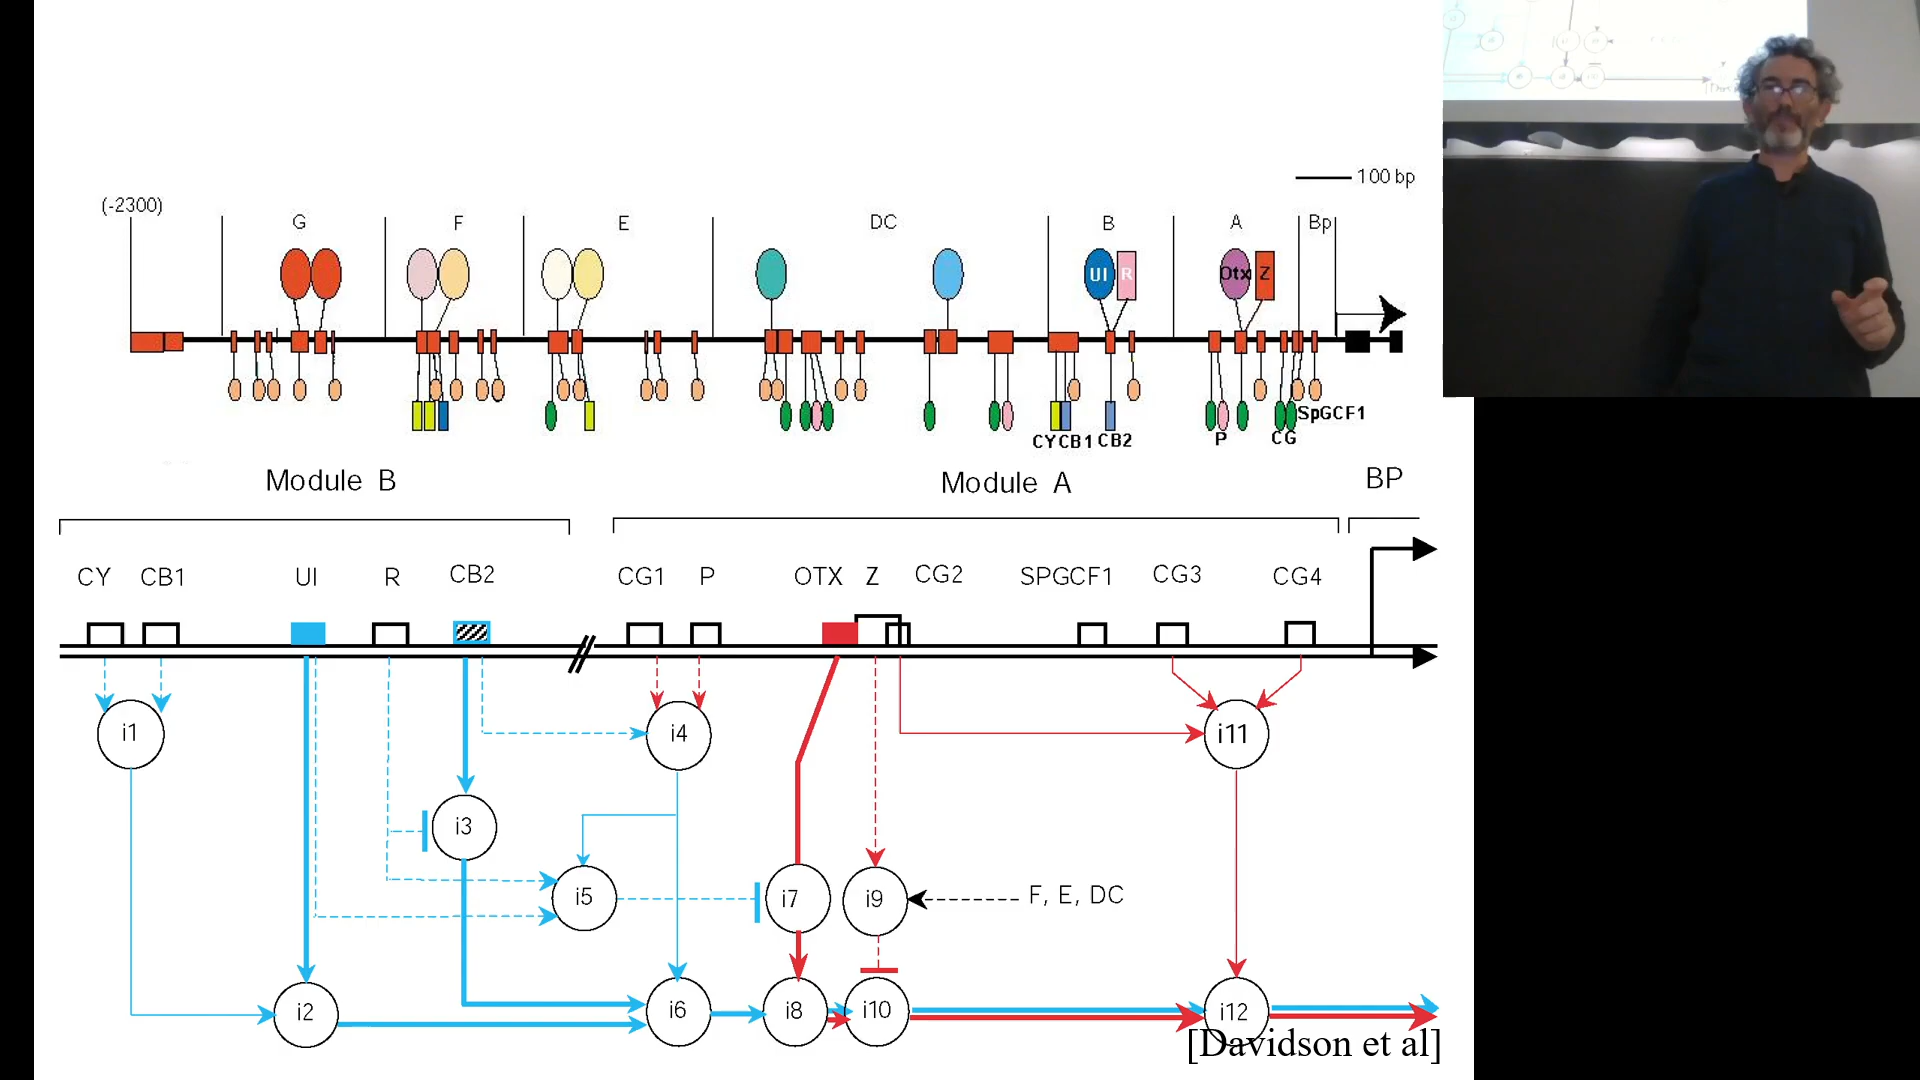 100 bp
(-2300)
G F E DC B A Bp
UI R Otx Z
SpGCF1
CY CB1 CB2 P CG
Module B Module A BP
CY CB1 UI R CB2 CG1 P OTX Z CG2 SPGCF1 CG3 CG4
i1 i4 i11
i3
i5 i7 i9 F, E, DC
i2 i6 i8 i10 i12
[Davidson et al]